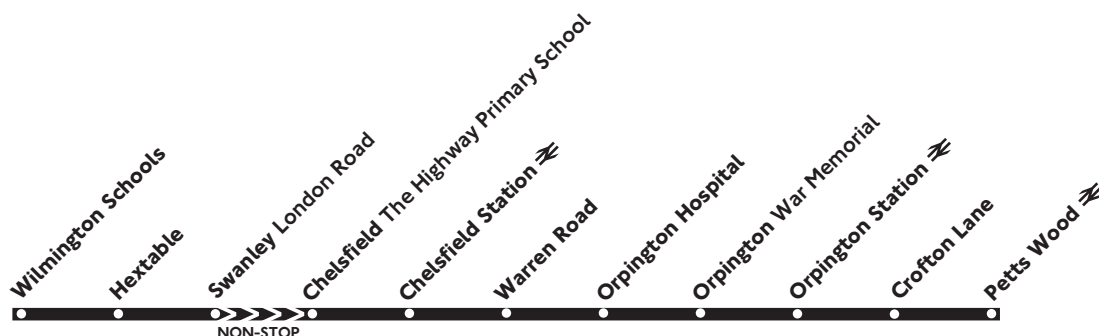 Wilmington Schools
Hextable
Swanley London Road
Chelsfield The Highway Primary School
Chelsfield Station
Warren Road
Orpington Hospital
Orpington War Memorial
Orpington Station
Crofton Lane
Petts Wood
NON-STOP